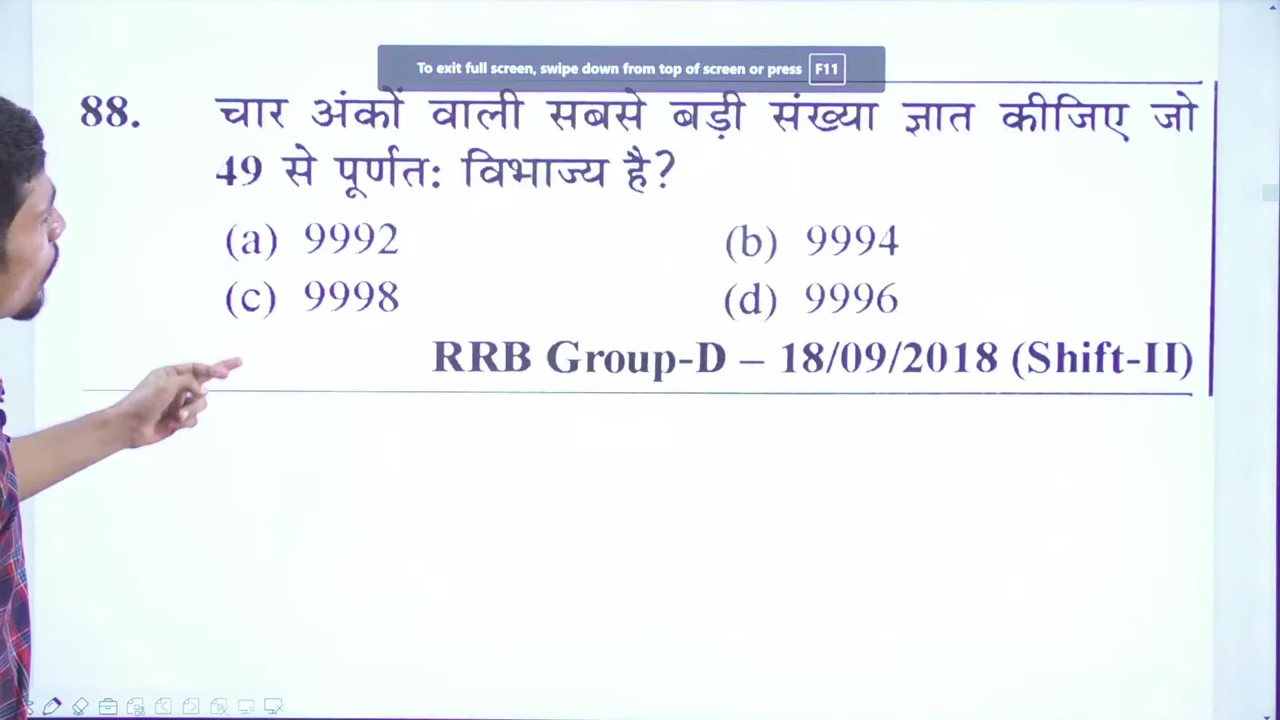 To exit full screen, swipe down from top of screen or press F11
88. चार अंकों वाली सबसे बड़ी संख्या ज्ञात कीजिए जो
49 से पूर्णत: विभाज्य है?
(a) 9992 (b) 9994
(c) 9998 (d) 9996
RRB Group-D – 18/09/2018 (Shift-II)